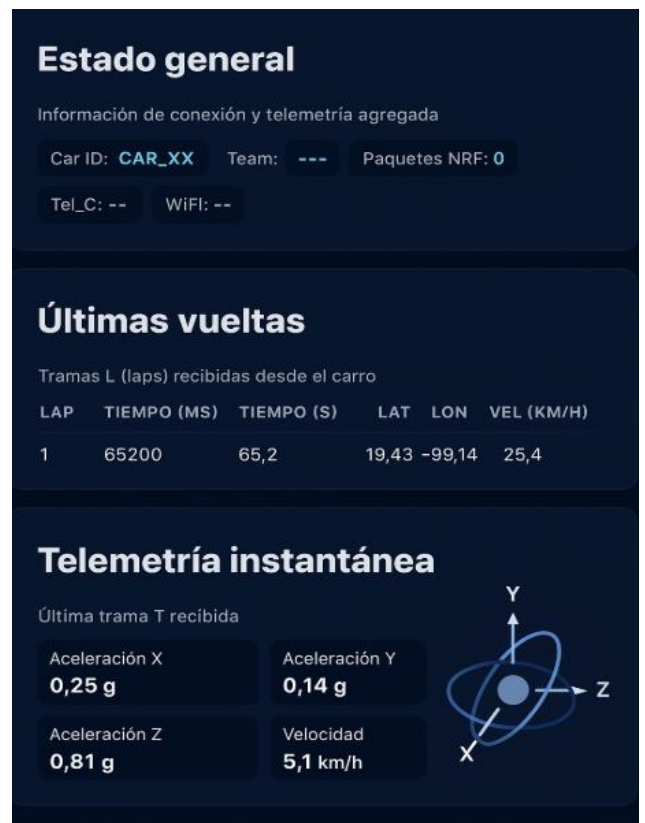 Estado general
Información de conexión y telemetría agregada
Car ID: CAR_XX Team: --- Paquetes NRF: 0
Tel_C: -- WiFI: --
Últimas vueltas
Tramas L (laps) recibidas desde el carro
LAP TIEMPO (MS) TIEMPO (S) LAT LON VEL (KM/H)
1 65200 65,2 19,43 -99,14 25,4
Telemetría instantánea
Última trama T recibida
Aceleración X Aceleración Y
0,25 g 0,14 g
Aceleración Z Velocidad
0,81 g 5,1 km/h
Y
Z
X